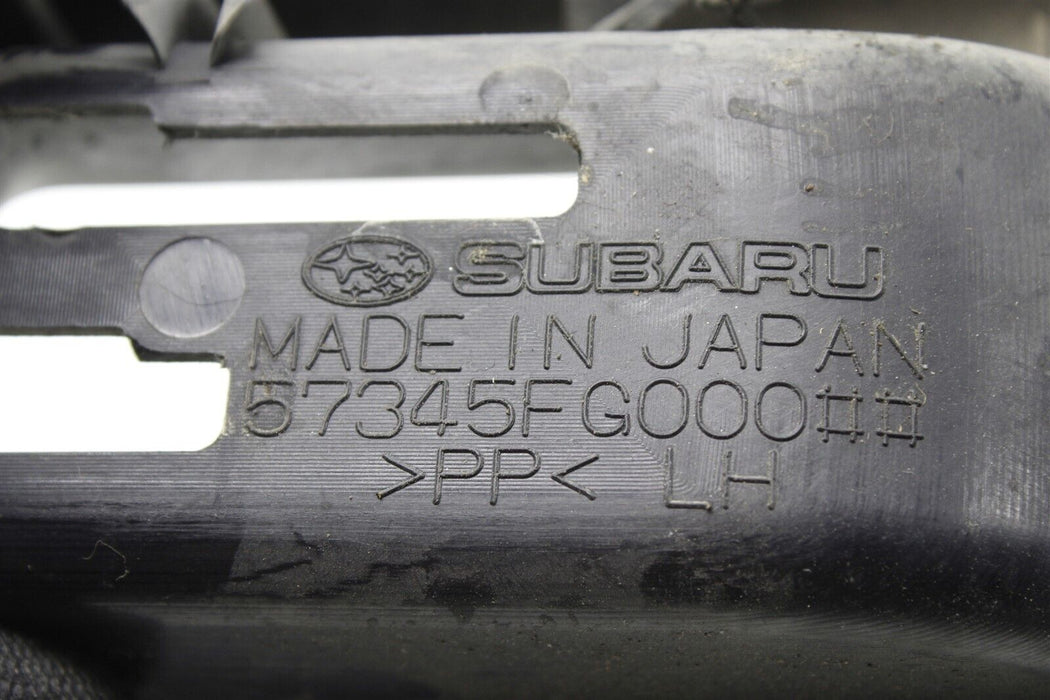 SUBARU
MADE IN JAPAN
57345FG000##
>PP< LH